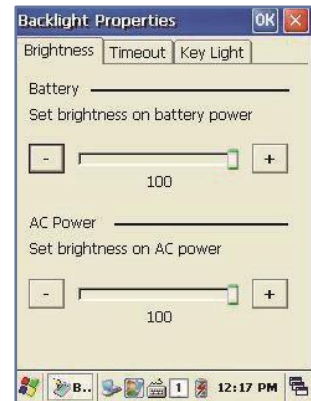 Backlight Properties OK
Brightness Timeout Key Light
Battery
Set brightness on battery power
- +
100
AC Power
Set brightness on AC power
- +
100
B.. 1 12:17 PM